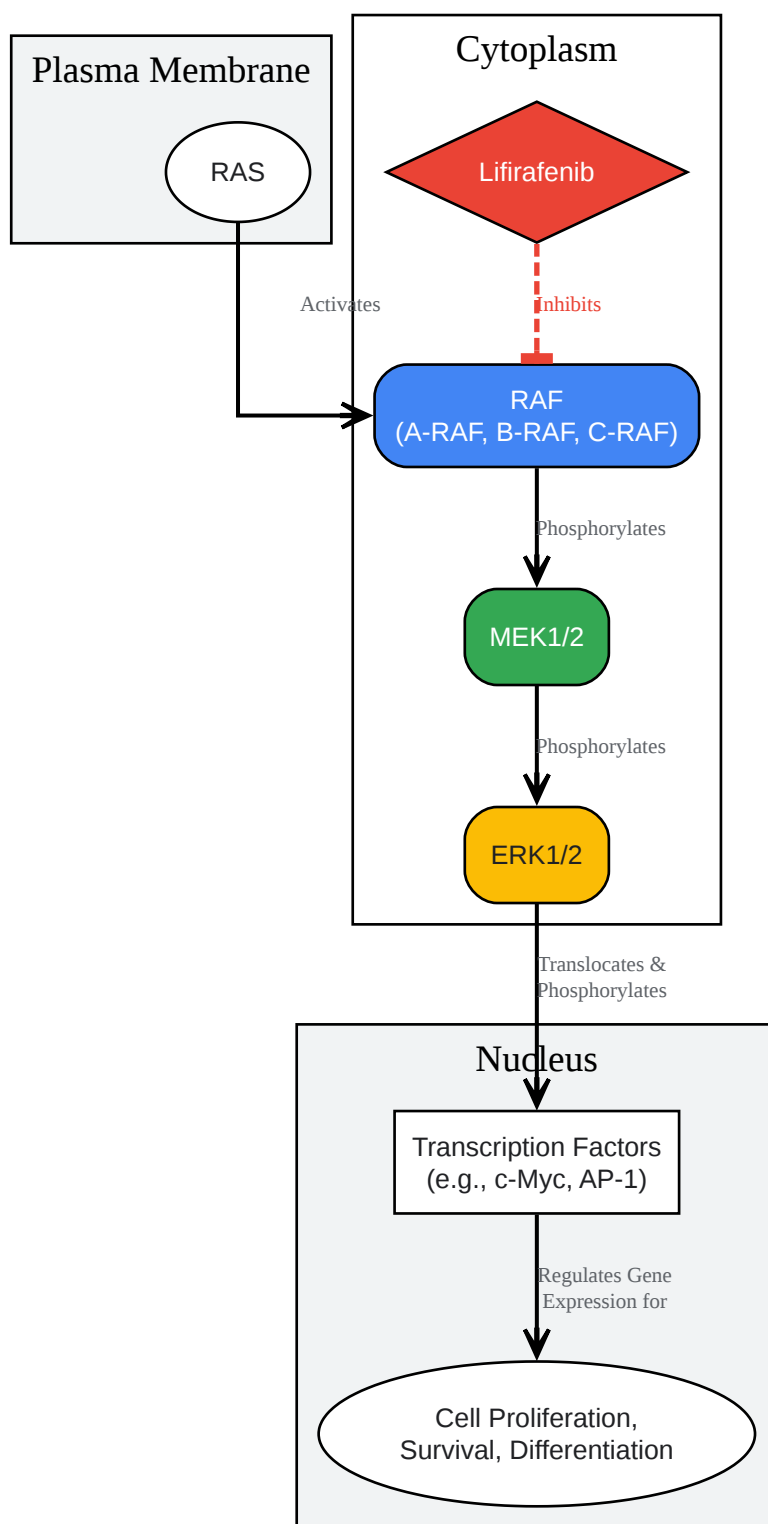 Plasma Membrane
Cytoplasm
RAS
Lifirafenib
Activates
Inhibits
RAF
(A-RAF, B-RAF, C-RAF)
Phosphorylates
MEK1/2
Phosphorylates
ERK1/2
Translocates &
Phosphorylates
Nucleus
Transcription Factors
(e.g., c-Myc, AP-1)
Regulates Gene
Expression for
Cell Proliferation,
Survival, Differentiation